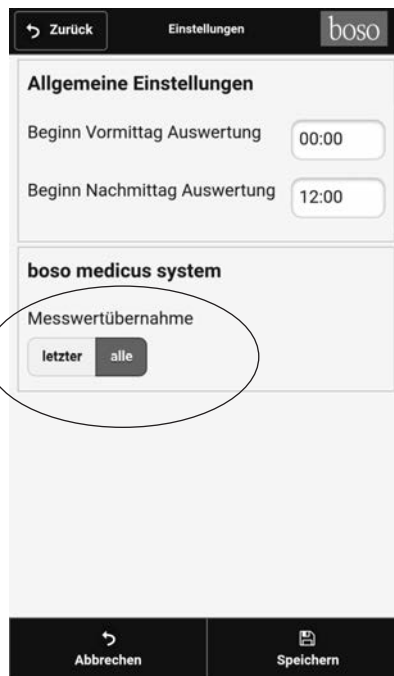 Zurück Einstellungen boso
Allgemeine Einstellungen
Beginn Vormittag Auswertung 00:00
Beginn Nachmittag Auswertung 12:00
boso medicus system
Messwertübernahme
letzter alle
Abbrechen Speichern